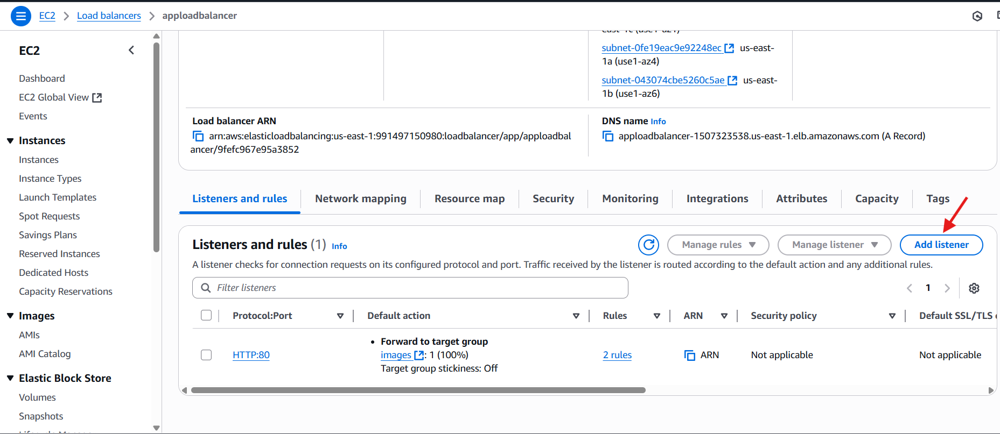 EC2 > Load balancers > apploadbalancer
EC2
Dashboard
EC2 Global View
Events
Instances
Instances
Instance Types
Launch Templates
Spot Requests
Savings Plans
Reserved Instances
Dedicated Hosts
Capacity Reservations
Images
AMIs
AMI Catalog
Elastic Block Store
Volumes
Snapshots
subnet-0fe19eac9e92248ec us-east-
1a (use1-az4)
subnet-043074cbe5260c5ae us-east-
1b (use1-az6)
Load balancer ARN
arn:aws:elasticloadbalancing:us-east-1:991497150980:loadbalancer/app/apploadbal
ancer/9fefc967e95a3852
DNS name Info
apploadbalancer-1507323538.us-east-1.elb.amazonaws.com (A Record)
Listeners and rules Network mapping Resource map Security Monitoring Integrations Attributes Capacity Tags
Listeners and rules (1) Info
Manage rules Manage listener Add listener
A listener checks for connection requests on its configured protocol and port. Traffic received by the listener is routed according to the default action and any additional rules.
Filter listeners
1
Protocol:Port Default action Rules ARN Security policy Default SSL/TLS
HTTP:80
• Forward to target group
images : 1 (100%)
Target group stickiness: Off
2 rules
ARN
Not applicable
Not applicable